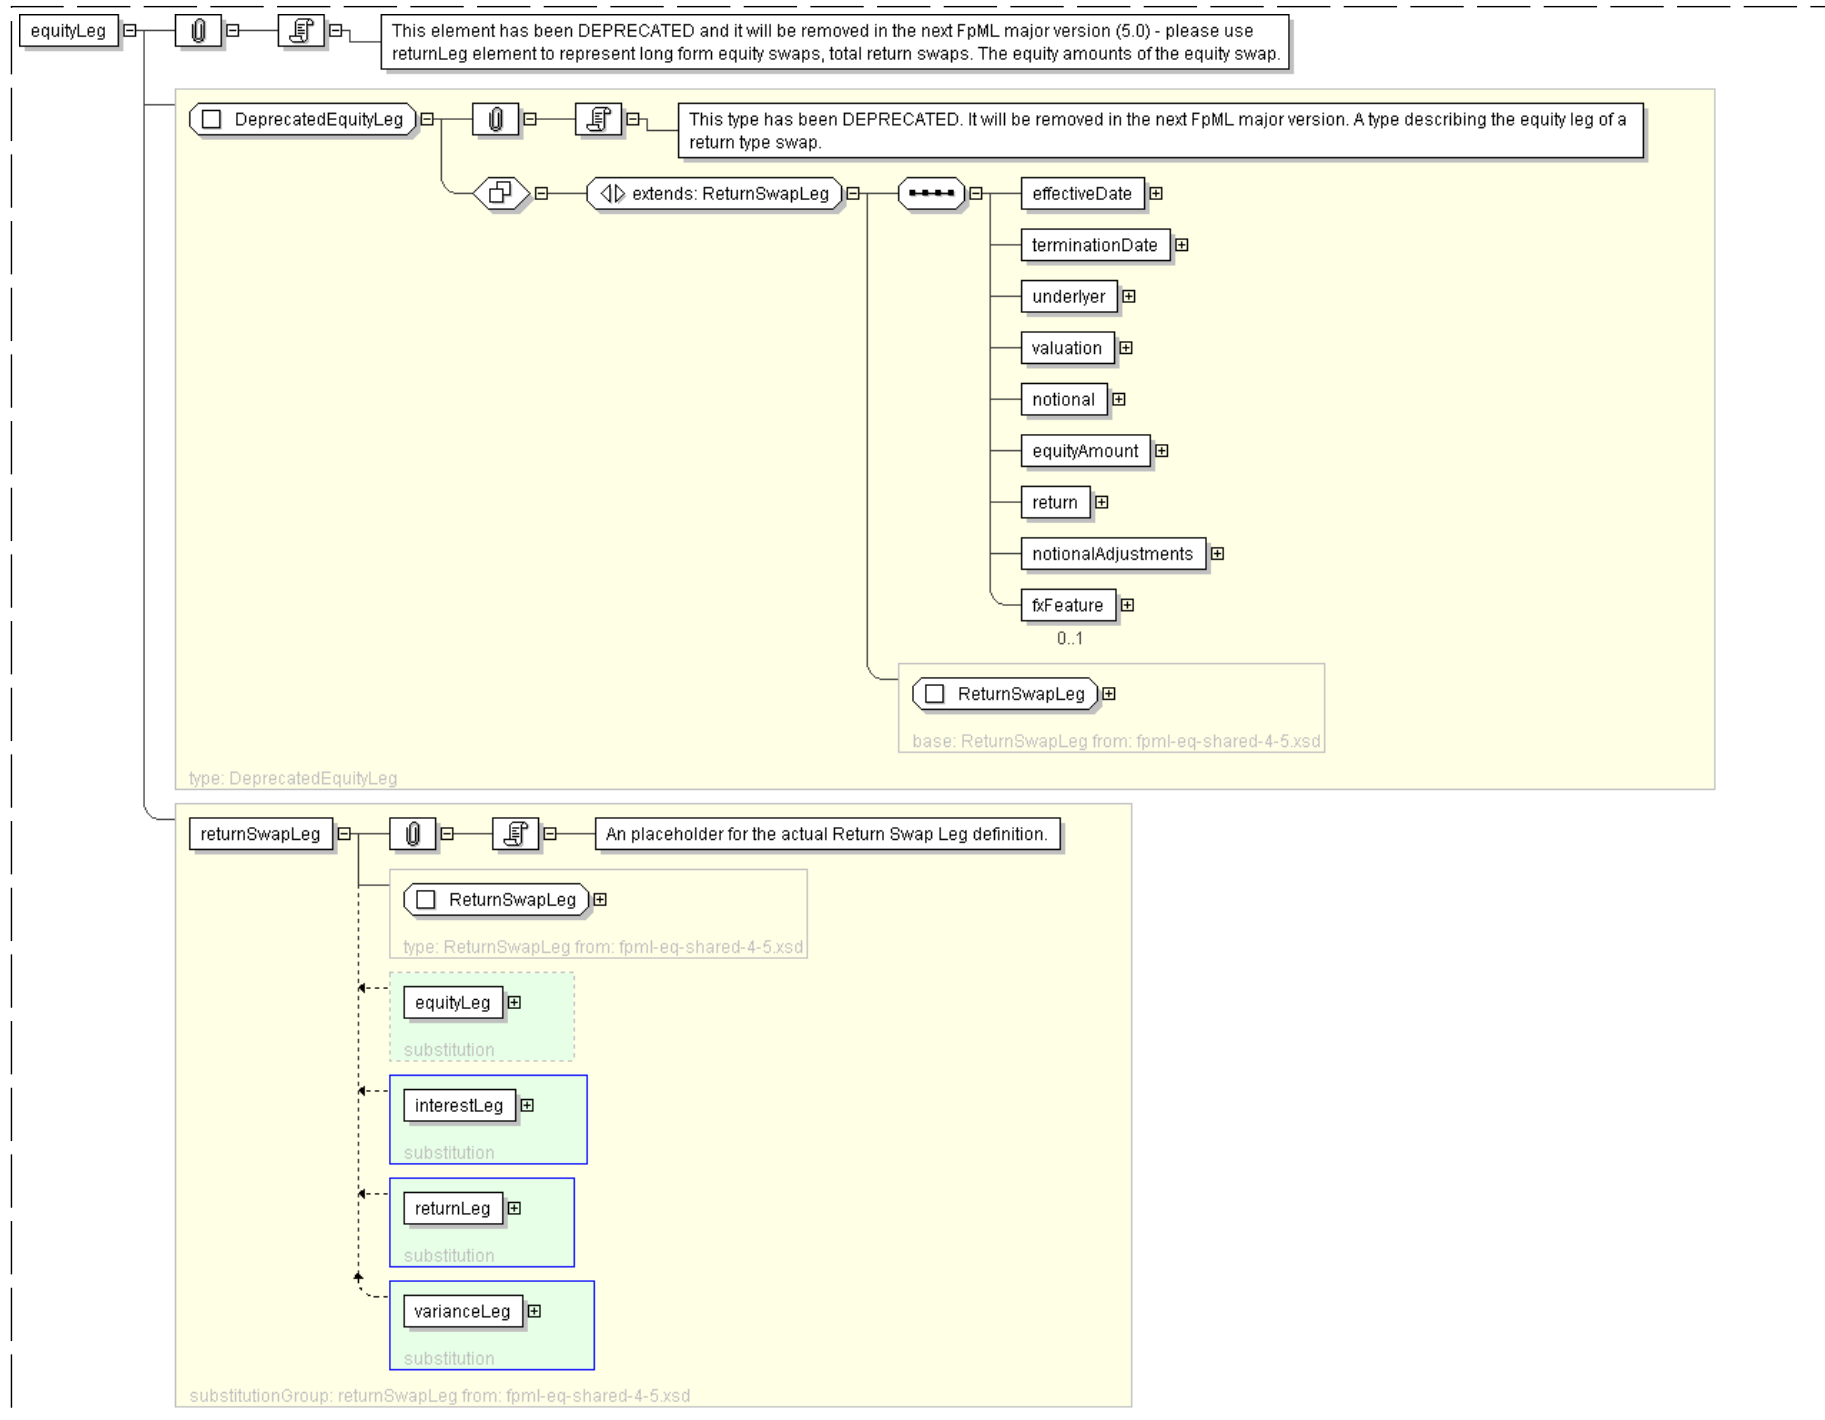 equityLeg
This element has been DEPRECATED and it will be removed in the next FpML major version (5.0) - please use
returnLeg element to represent long form equity swaps, total return swaps. The equity amounts of the equity swap.
DeprecatedEquityLeg
This type has been DEPRECATED. It will be removed in the next FpML major version. A type describing the equity leg of a
return type swap.
extends: ReturnSwapLeg
effectiveDate
terminationDate
underlyer
valuation
notional
equityAmount
return
notionalAdjustments
fxFeature
0..1
ReturnSwapLeg
base: ReturnSwapLeg from: fpml-eq-shared-4-5.xsd
type: DeprecatedEquityLeg
returnSwapLeg
An placeholder for the actual Return Swap Leg definition.
ReturnSwapLeg
type: ReturnSwapLeg from: fpml-eq-shared-4-5.xsd
equityLeg
substitution
interestLeg
substitution
returnLeg
substitution
varianceLeg
substitution
substitutionGroup: returnSwapLeg from: fpml-eq-shared-4-5.xsd